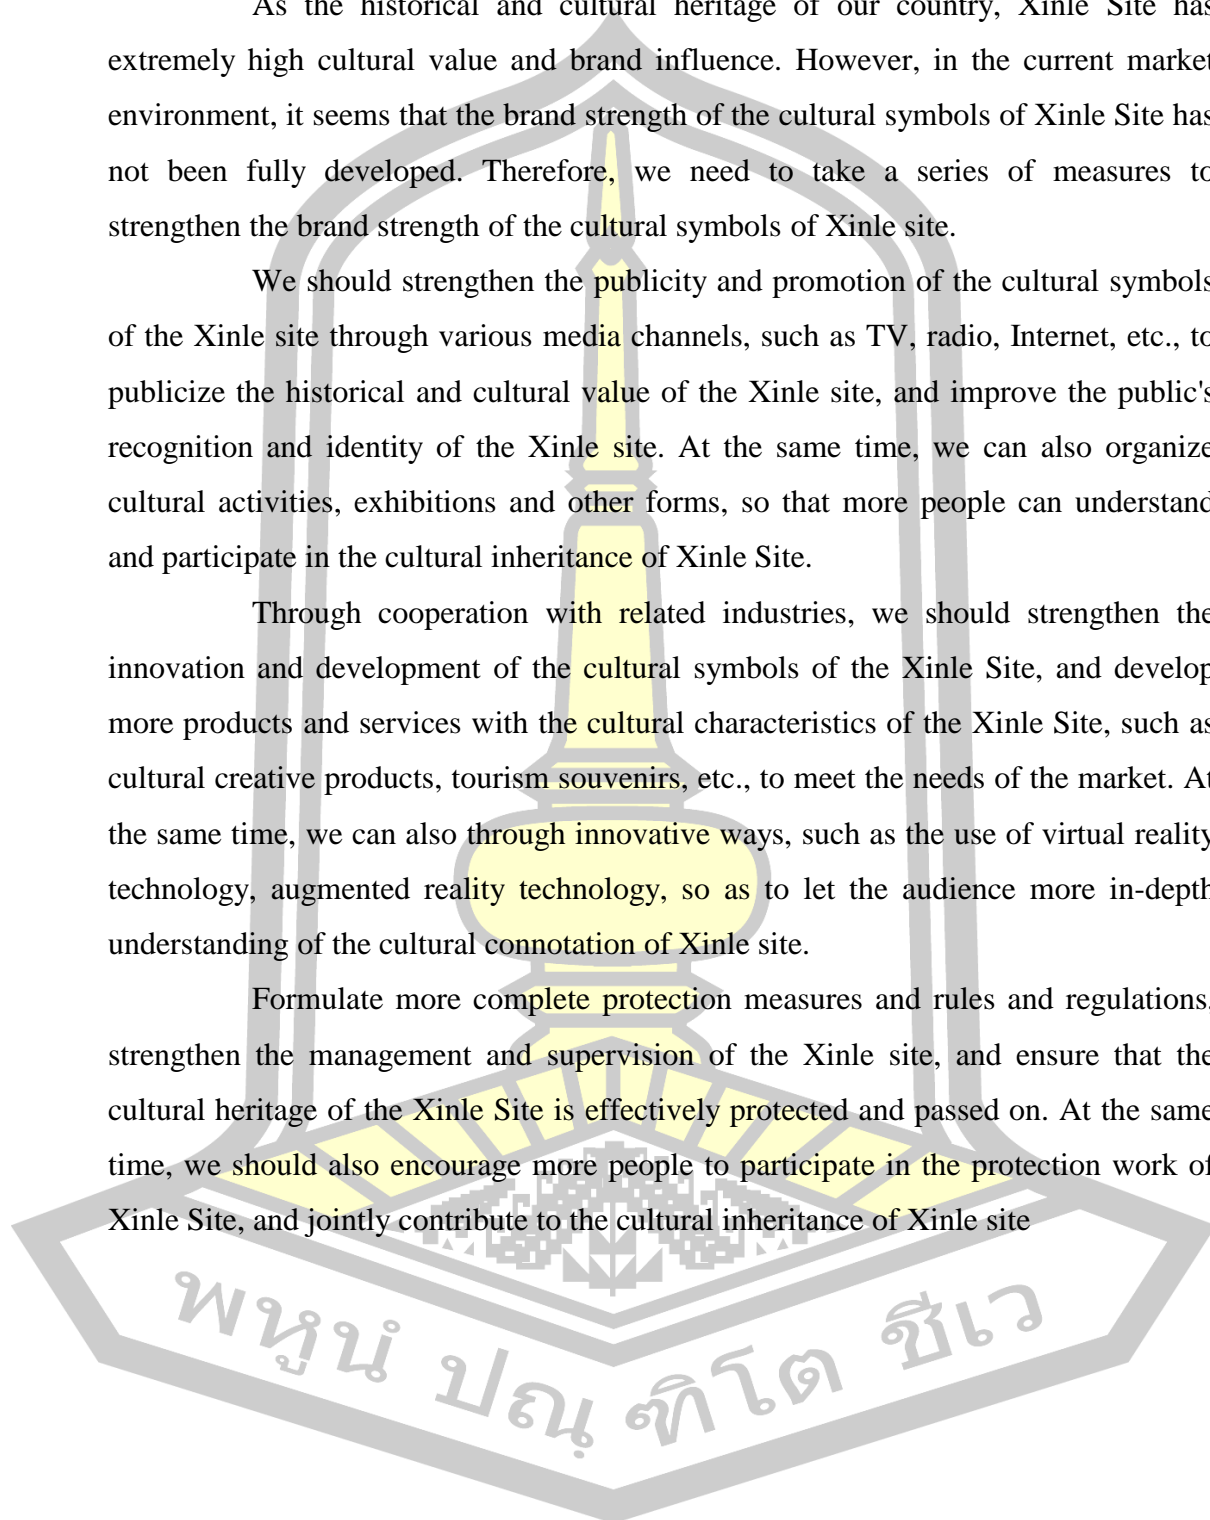 As the historical and cultural heritage of our country, Xinle Site has
extremely high cultural value and brand influence. However, in the current market
environment, it seems that the brand strength of the cultural symbols of Xinle Site has
not been fully developed. Therefore, we need to take a series of measures to
strengthen the brand strength of the cultural symbols of Xinle site.
We should strengthen the publicity and promotion of the cultural symbols
of the Xinle site through various media channels, such as TV, radio, Internet, etc., to
publicize the historical and cultural value of the Xinle site, and improve the public's
recognition and identity of the Xinle site. At the same time, we can also organize
cultural activities, exhibitions and other forms, so that more people can understand
and participate in the cultural inheritance of Xinle Site.
Through cooperation with related industries, we should strengthen the
innovation and development of the cultural symbols of the Xinle Site, and develop
more products and services with the cultural characteristics of the Xinle Site, such as
cultural creative products, tourism souvenirs, etc., to meet the needs of the market. At
the same time, we can also through innovative ways, such as the use of virtual reality
technology, augmented reality technology, so as to let the audience more in-depth
understanding of the cultural connotation of Xinle site.
Formulate more complete protection measures and rules and regulations,
strengthen the management and supervision of the Xinle site, and ensure that the
cultural heritage of the Xinle Site is effectively protected and passed on. At the same
time, we should also encourage more people to participate in the protection work of
Xinle Site, and jointly contribute to the cultural inheritance of Xinle site
พหูนํ ปณฺฑิโต ชีเว